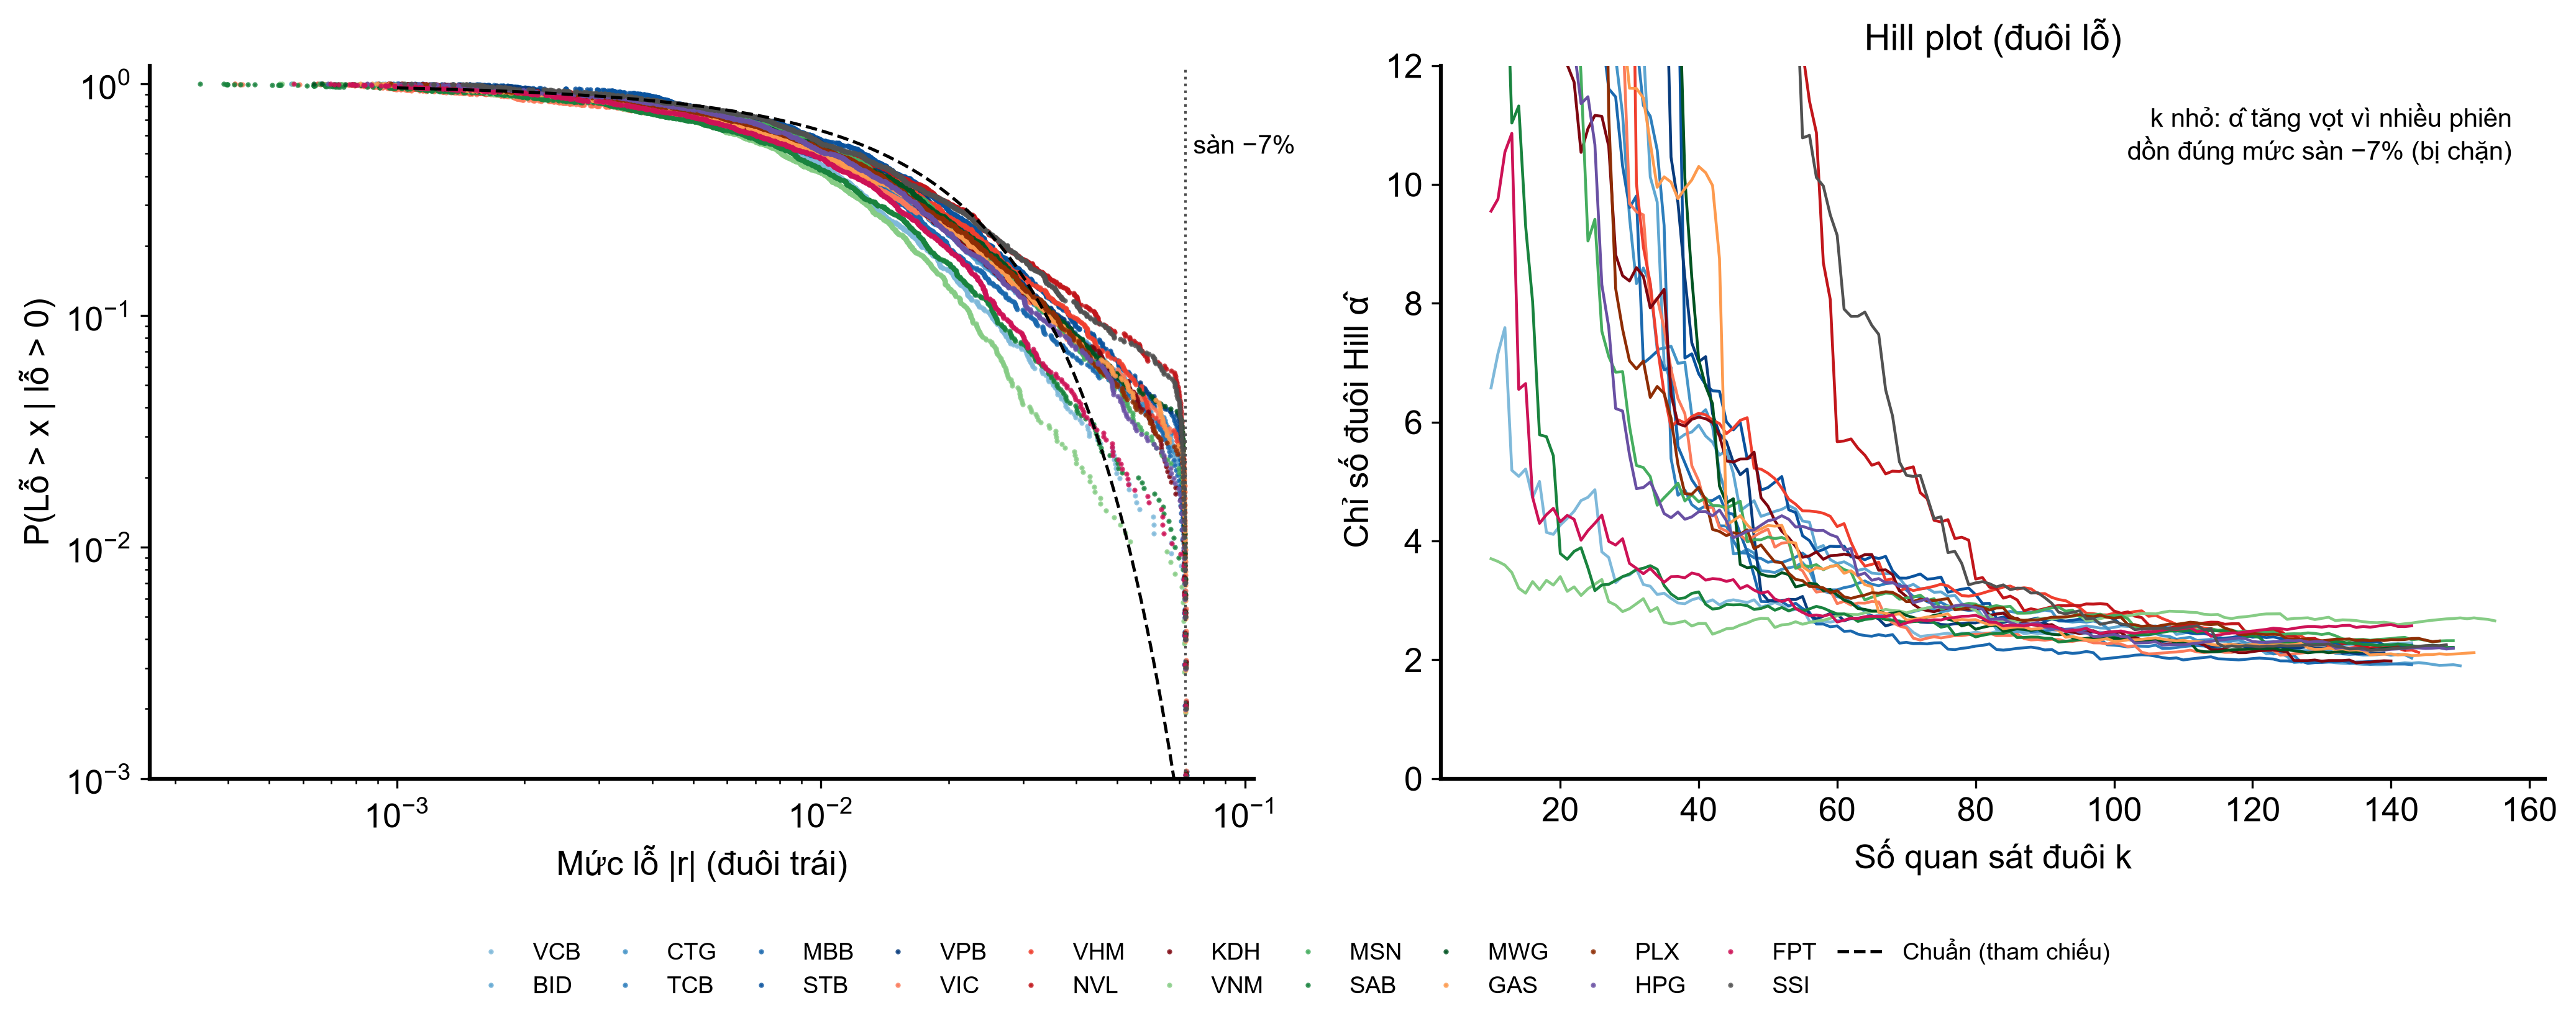 10⁰
10⁻¹
10⁻²
10⁻³
P(Lỗ > x | lỗ > 0)
sàn −7%
10⁻³
10⁻²
10⁻¹
Mức lỗ |r| (đuôi trái)
Hill plot (đuôi lỗ)
12
10
8
6
4
2
0
Chỉ số đuôi Hill α̂
k nhỏ: α̂ tăng vọt vì nhiều phiên
dồn đúng mức sàn −7% (bị chặn)
20 40 60 80 100 120 140 160
Số quan sát đuôi k
VCB CTG MBB VPB VHM KDH MSN MWG PLX FPT Chuẩn (tham chiếu)
BID TCB STB VIC NVL VNM SAB GAS HPG SSI